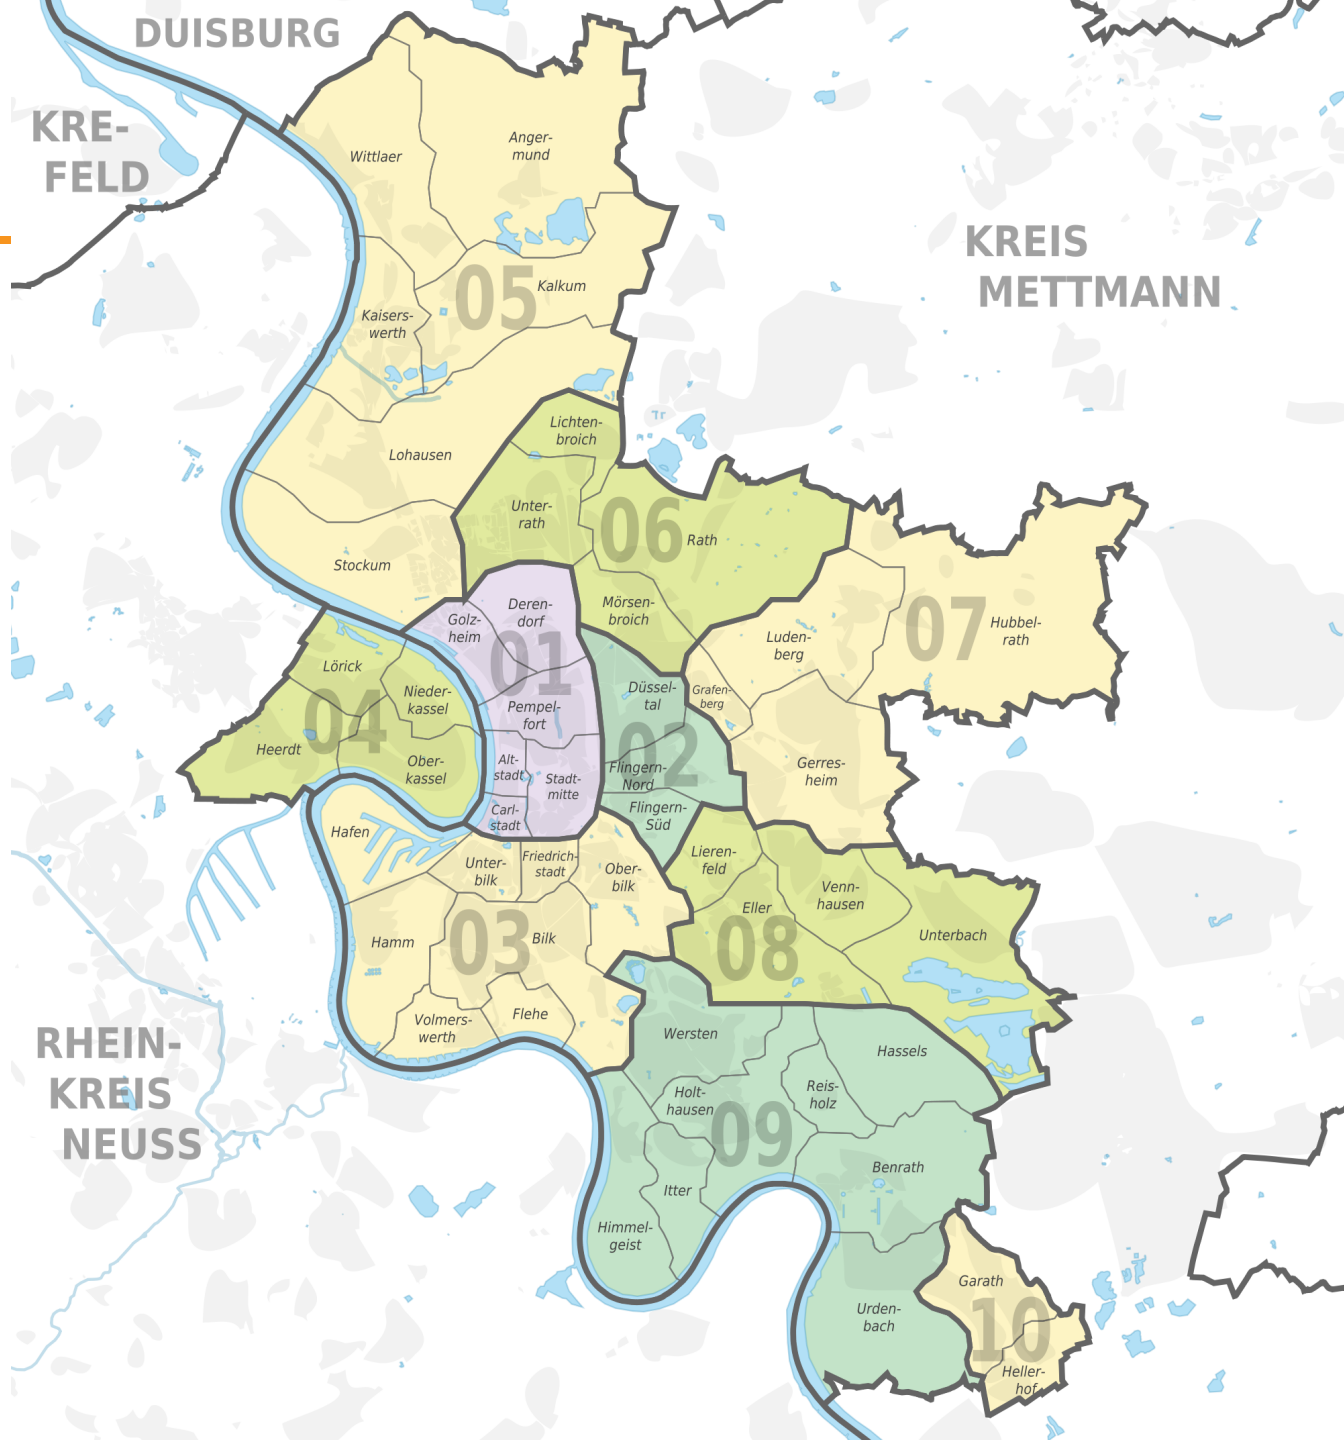 DUISBURG
KRE-
FELD
KREIS
METTMANN
Wittlaer
Anger-
mund
05
Kalkum
Kaisers-
werth
Lohausen
Stockum
Lichten-
broich
Unter-
rath
06
Rath
Mörsen-
broich
Golz-
heim
Deren-
dorf
01
Pempel-
fort
Alt-
stadt
Stadt-
mitte
Carl-
stadt
Düssel-
tal
02
Flingern-
Nord
Flingern-
Süd
Luden-
berg
07
Hubbel-
rath
Grafen-
berg
Gerres-
heim
Lörick
Nieder-
kassel
04
Heerdt
Ober-
kassel
Hafen
Unter-
bilk
Friedrich-
stadt
Ober-
bilk
Hamm
03
Bilk
Volmers-
werth
Flehe
Lieren-
feld
Eller
Venn-
hausen
08
Unterbach
RHEIN-
KREIS
NEUSS
Wersten
Hassels
Holt-
hausen
Reis-
holz
09
Benrath
Itter
Himmel-
geist
Urden-
bach
Garath
10
Heller-
hof